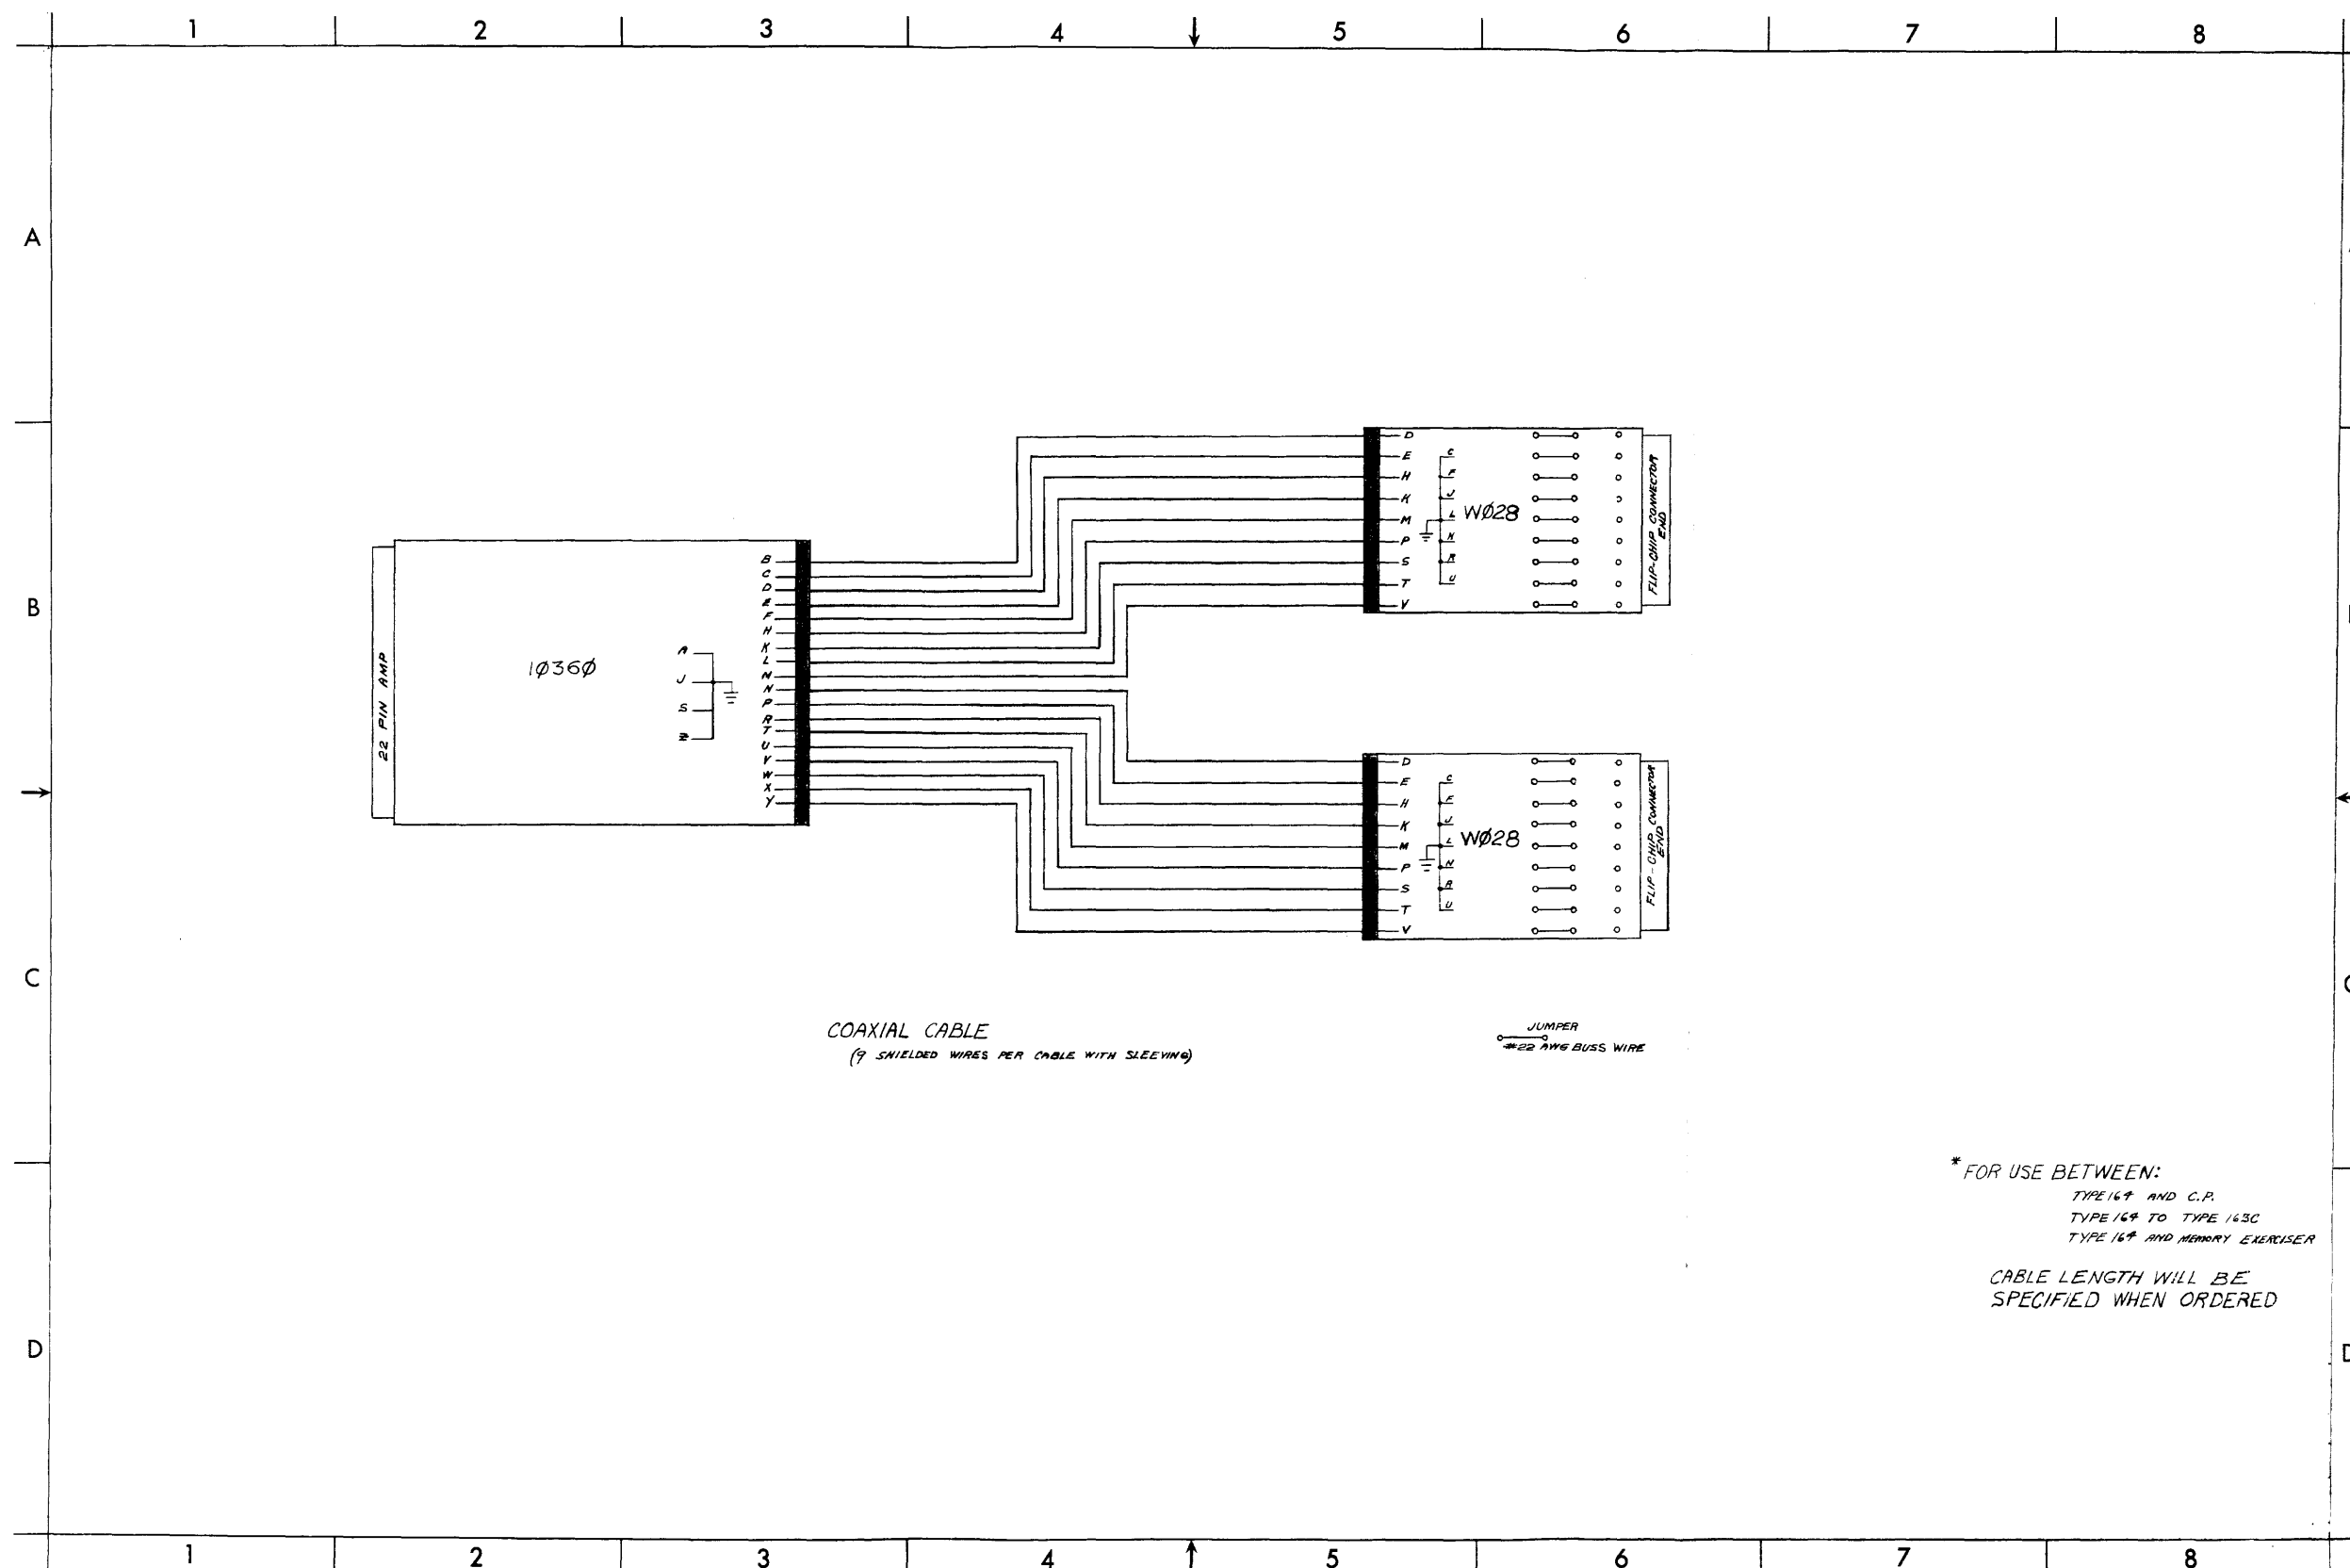 1 2 3 4 5 6 7 8
A
B
C
D
22 PIN AMP
1Ø36Ø
A
J
S
Z
B
C
D
E
F
H
K
L
M
N
P
R
T
U
V
W
X
Y
D
E
H
K
M
P
S
T
V
C
F
J
L
N
R
U
WØ28
FLIP-CHIP CONNECTOR
END
D
E
H
K
M
P
S
T
V
C
F
J
L
N
R
U
WØ28
FLIP-CHIP CONNECTOR
END
COAXIAL CABLE
(9 SHIELDED WIRES PER CABLE WITH SLEEVING)
JUMPER
#22 AWG BUSS WIRE
*FOR USE BETWEEN:
TYPE 164 AND C.P.
TYPE 164 TO TYPE 163C
TYPE 164 AND MEMORY EXERCISER
CABLE LENGTH WILL BE
SPECIFIED WHEN ORDERED
D
1 2 3 4 5 6 7 8